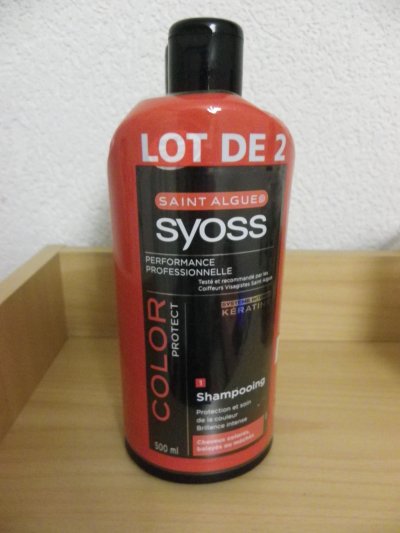 LOT DE 2
SAINT ALGUE
syoss
PERFORMANCE
PROFESSIONNELLE
Testé et recommandé par les
Coiffeurs Visagistes Saint Algue
COLOR
PROTECT
KÉRATINE
1
Shampooing
Protection et soin
de la couleur
Brillance intense
Cheveux colorés,
balayés ou méchés
500 ml